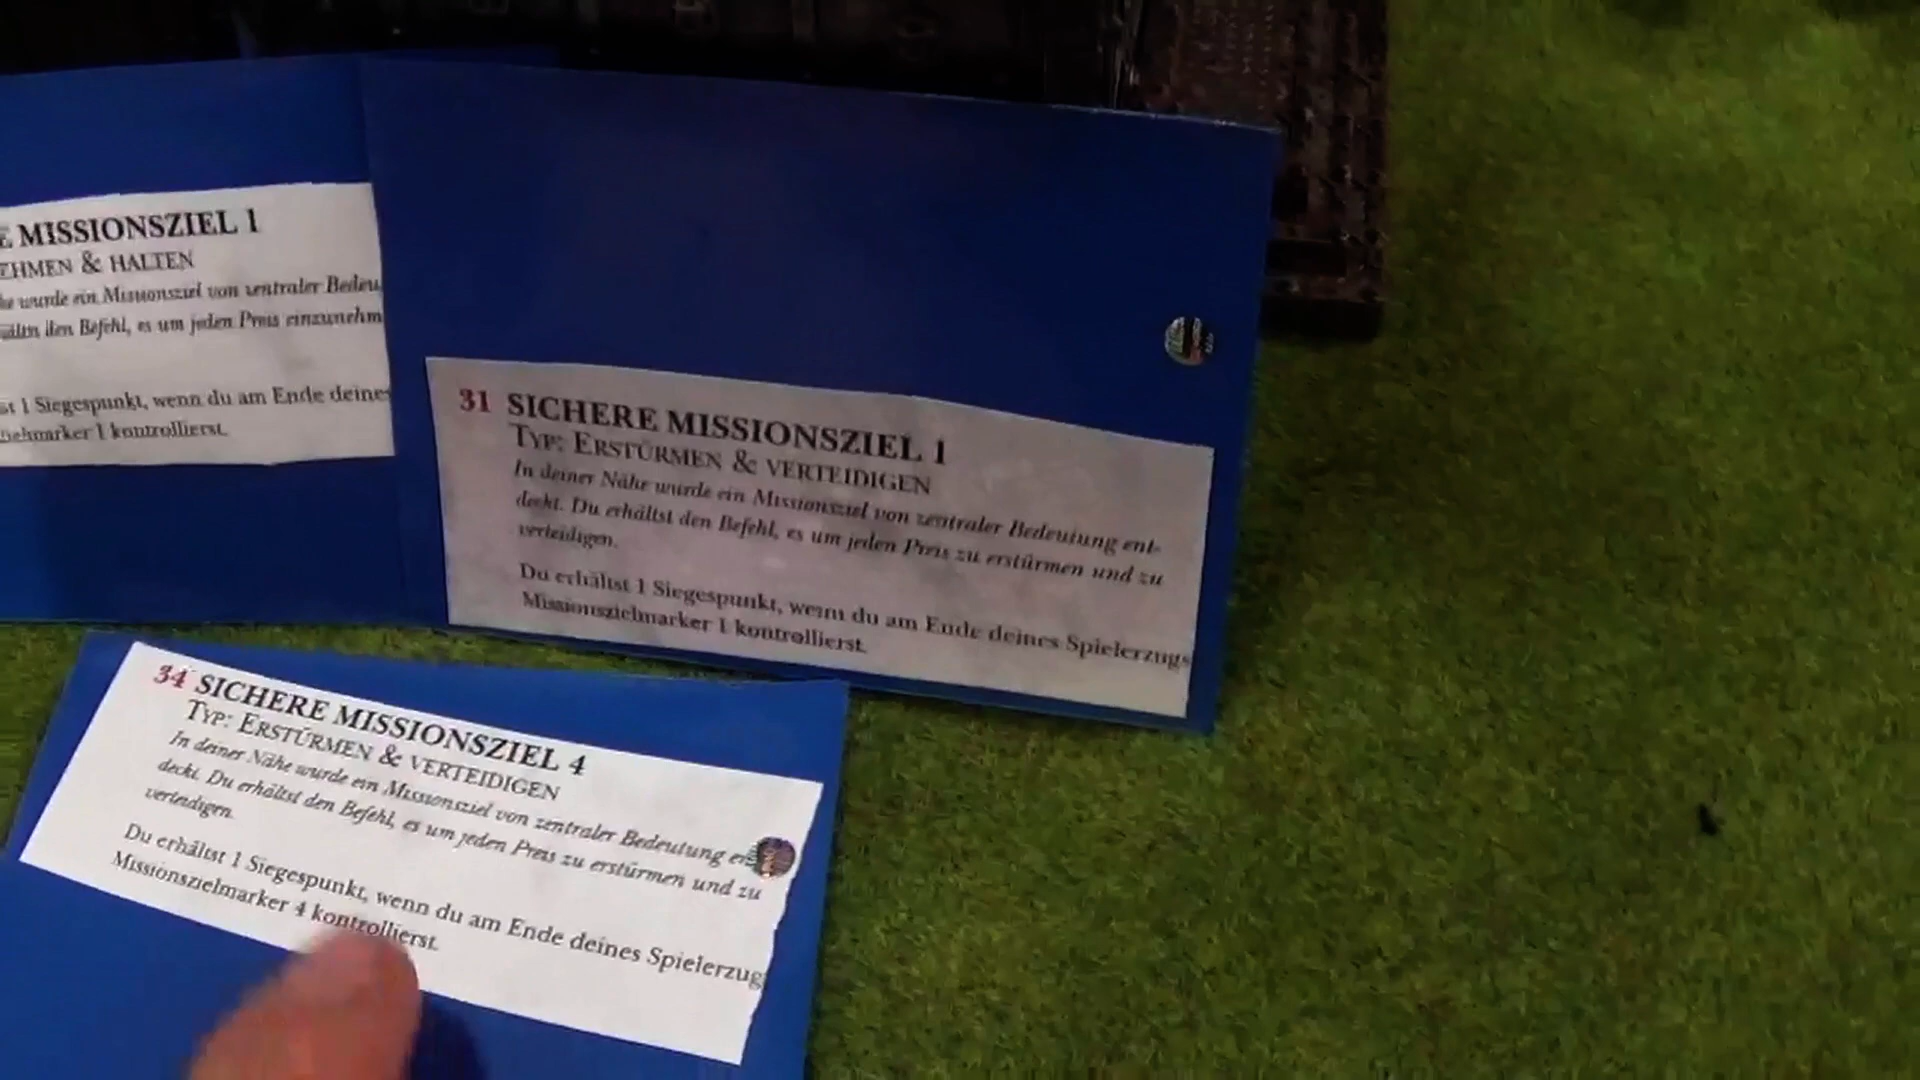 E MISSIONSZIEL 1
EHMEN & HALTEN
he wurde ein Missionsziel von zentraler Bedeu
ältst den Befehl, es um jeden Preis einzunehm
st 1 Siegespunkt, wenn du am Ende deines
zielmarker 1 kontrollierst.
31 SICHERE MISSIONSZIEL 1
TYP: ERSTÜRMEN & VERTEIDIGEN
In deiner Nähe wurde ein Missionsziel von zentraler Bedeutung ent-
deckt. Du erhältst den Befehl, es um jeden Preis zu erstürmen und zu
verteidigen.
Du erhältst 1 Siegespunkt, wenn du am Ende deines Spielerzugs
Missionszielmarker 1 kontrollierst.
34 SICHERE MISSIONSZIEL 4
TYP: ERSTÜRMEN & VERTEIDIGEN
In deiner Nähe wurde ein Missionsziel von zentraler Bedeutung en
deckt. Du erhältst den Befehl, es um jeden Preis zu erstürmen und zu
verteidigen.
Du erhältst 1 Siegespunkt, wenn du am Ende deines Spielerzug
Missionszielmarker 4 kontrollierst.